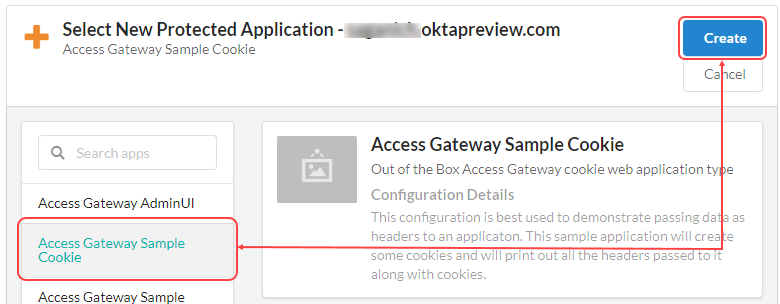 Select New Protected Application - .oktapreview.com
Access Gateway Sample Cookie
Create
Cancel
Search apps
Access Gateway AdminUI
Access Gateway Sample
Cookie
Access Gateway Sample
Access Gateway Sample Cookie
Out of the Box Access Gateway cookie web application type
Configuration Details
This configuration is best used to demonstrate passing data as
headers to an applicaton. This sample application will create
some cookies and will print out all the headers passed to it
along with cookies.